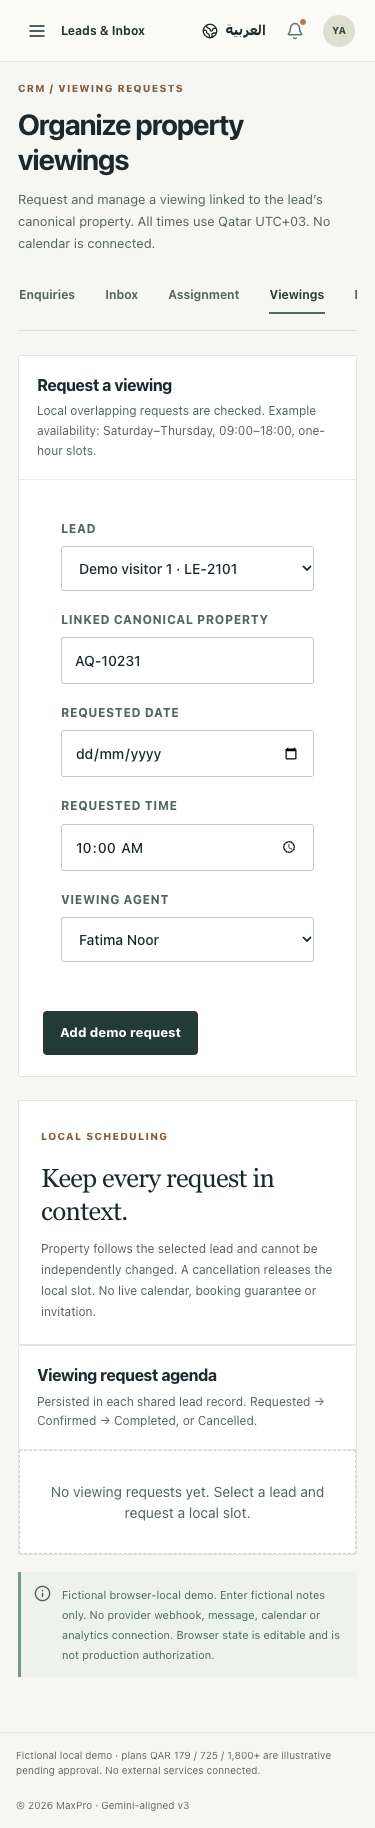 Leads & Inbox
العربية
YA
CRM / VIEWING REQUESTS
Organize property
viewings
Request and manage a viewing linked to the lead's
canonical property. All times use Qatar UTC+03. No
calendar is connected.
Enquiries Inbox Assignment Viewings
Request a viewing
Local overlapping requests are checked. Example
availability: Saturday–Thursday, 09:00–18:00, one-
hour slots.
LEAD
Demo visitor 1 · LE-2101
LINKED CANONICAL PROPERTY
AQ-10231
REQUESTED DATE
dd/mm/yyyy
REQUESTED TIME
10:00 AM
VIEWING AGENT
Fatima Noor
Add demo request
LOCAL SCHEDULING
Keep every request in
context.
Property follows the selected lead and cannot be
independently changed. A cancellation releases the
local slot. No live calendar, booking guarantee or
invitation.
Viewing request agenda
Persisted in each shared lead record. Requested →
Confirmed → Completed, or Cancelled.
No viewing requests yet. Select a lead and
request a local slot.
Fictional browser-local demo. Enter fictional notes
only. No provider webhook, message, calendar or
analytics connection. Browser state is editable and is
not production authorization.
Fictional local demo · plans QAR 179 / 725 / 1,800+ are illustrative
pending approval. No external services connected.
© 2026 MaxPro · Gemini-aligned v3